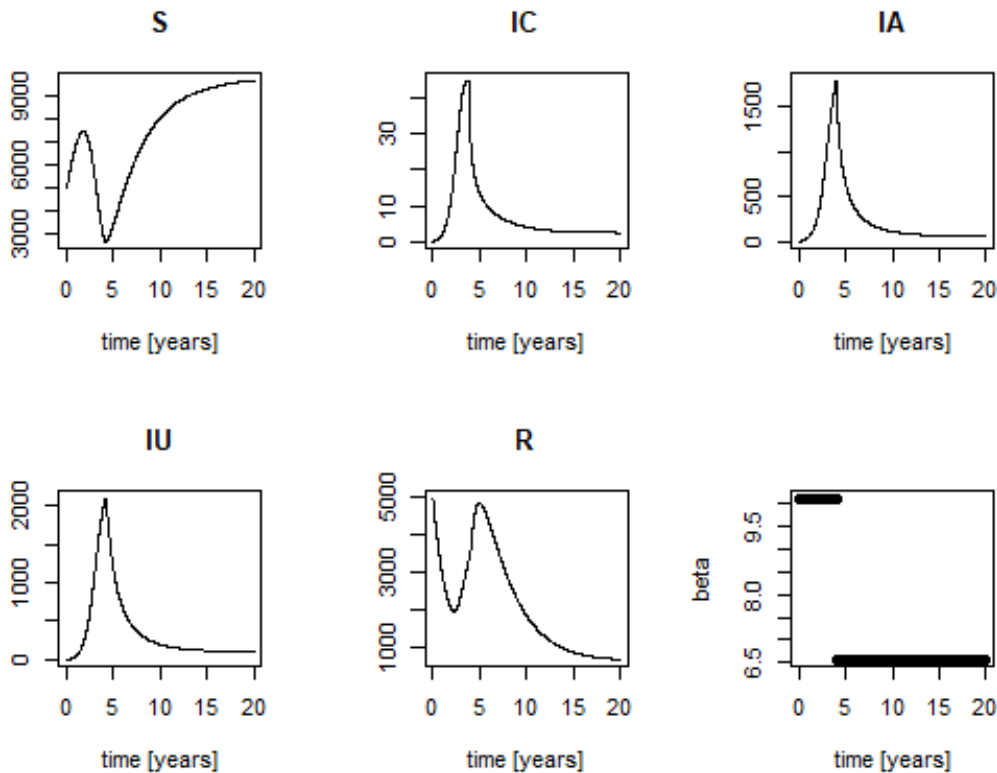 S
IC
IA
3000 6000 9000
0 10 30
0 500 1500
0 5 10 15 20
0 5 10 15 20
0 5 10 15 20
time [years]
time [years]
time [years]
IU
R
0 1000 2000
1000 3000 5000
beta
6.5 8.0 9.5
0 5 10 15 20
0 5 10 15 20
0 5 10 15 20
time [years]
time [years]
time [years]